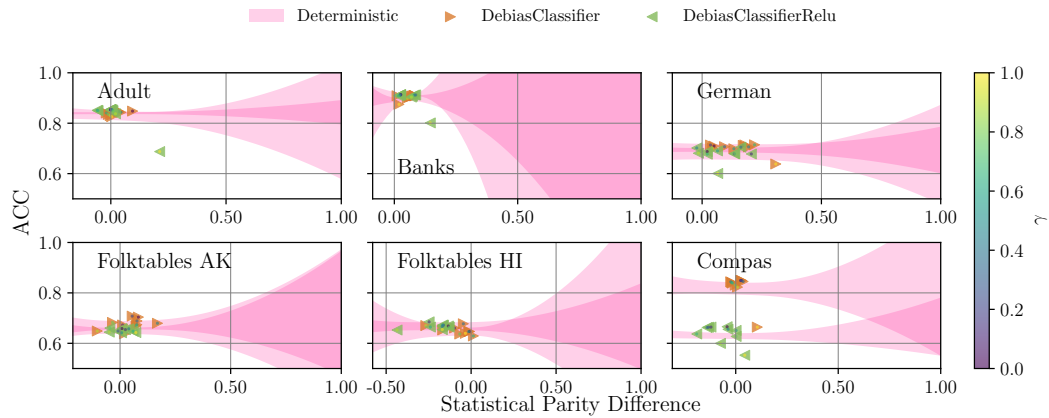 Deterministic DebiasClassifier DebiasClassifierRelu
ACC
1.0
0.8
0.6
Adult
0.00 0.50 1.00
Banks
0.00 0.50 1.00
German
0.00 0.50 1.00
1.0
0.8
0.6
Folktables AK
0.00 0.50 1.00
Folktables HI
-0.50 0.00 0.50 1.00
Compas
0.00 0.50 1.00
Statistical Parity Difference
1.0
0.8
0.6
0.4
0.2
0.0
γ